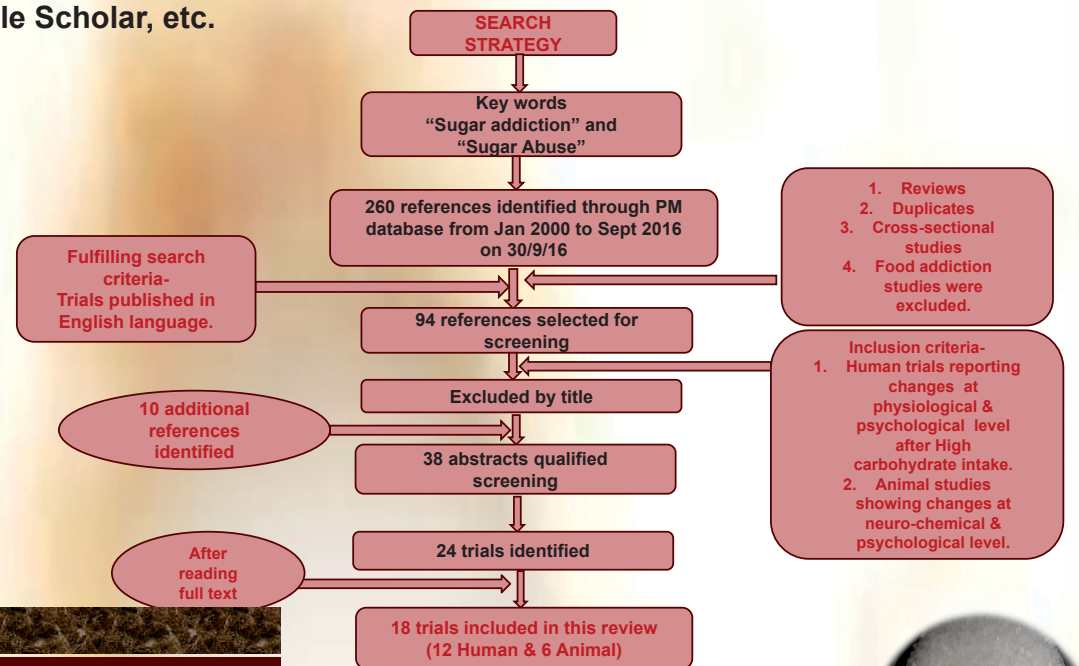 le Scholar, etc.
SEARCH
STRATEGY
Key words
“Sugar addiction” and
“Sugar Abuse”
260 references identified through PM
database from Jan 2000 to Sept 2016
on 30/9/16
1. Reviews
2. Duplicates
3. Cross-sectional
studies
4. Food addiction
studies were
excluded.
Fulfilling search
criteria-
Trials published in
English language.
94 references selected for
screening
Inclusion criteria-
1. Human trials reporting
changes at
physiological &
psychological level
after High
carbohydrate intake.
2. Animal studies
showing changes at
neuro-chemical &
psychological level.
Excluded by title
10 additional
references
identified
38 abstracts qualified
screening
24 trials identified
After
reading
full text
18 trials included in this review
(12 Human & 6 Animal)